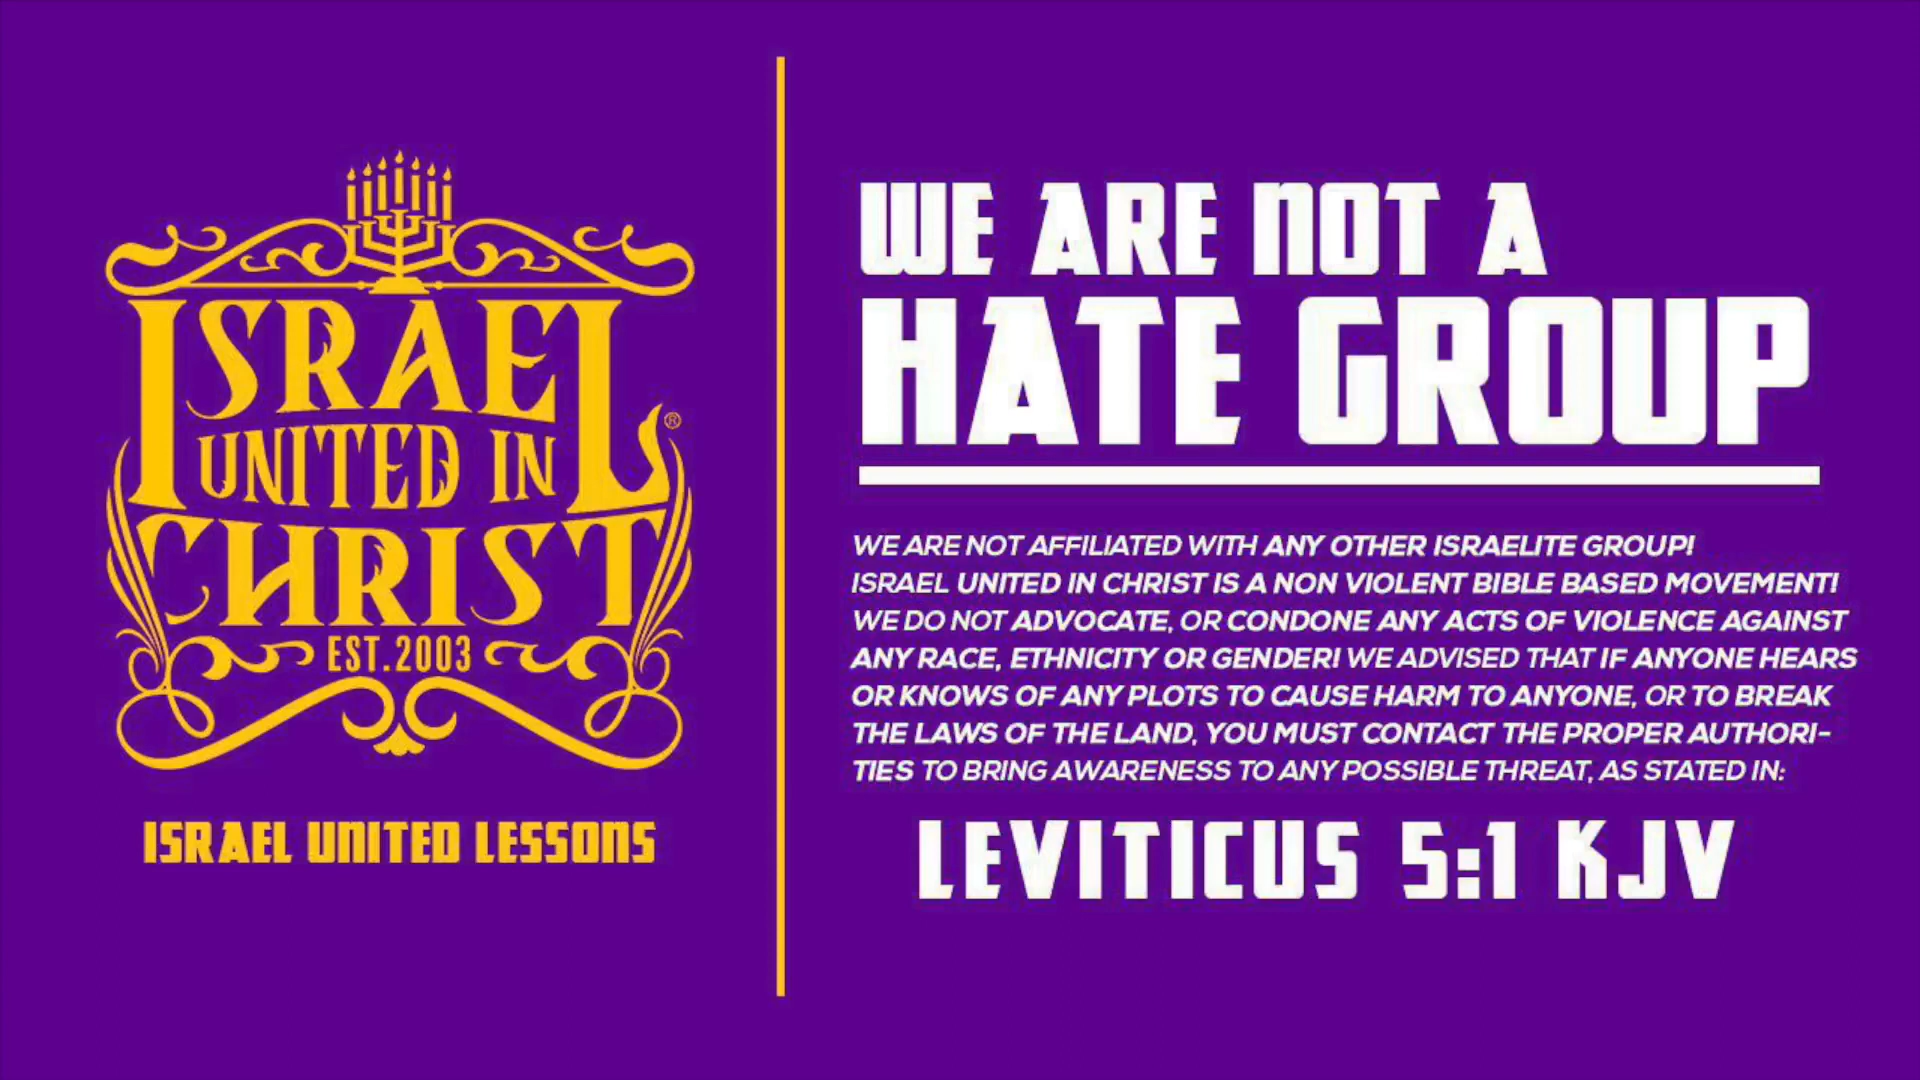 ISRAEL
UNITED IN
CHRIST
®
EST.2003
ISRAEL UNITED LESSONS
WE ARE NOT A
HATE GROUP
WE ARE NOT AFFILIATED WITH ANY OTHER ISRAELITE GROUP!
ISRAEL UNITED IN CHRIST IS A NON VIOLENT BIBLE BASED MOVEMENT!
WE DO NOT ADVOCATE, OR CONDONE ANY ACTS OF VIOLENCE AGAINST
ANY RACE, ETHNICITY OR GENDER! WE ADVISED THAT IF ANYONE HEARS
OR KNOWS OF ANY PLOTS TO CAUSE HARM TO ANYONE, OR TO BREAK
THE LAWS OF THE LAND, YOU MUST CONTACT THE PROPER AUTHORI-
TIES TO BRING AWARENESS TO ANY POSSIBLE THREAT, AS STATED IN:
LEVITICUS 5:1 KJV